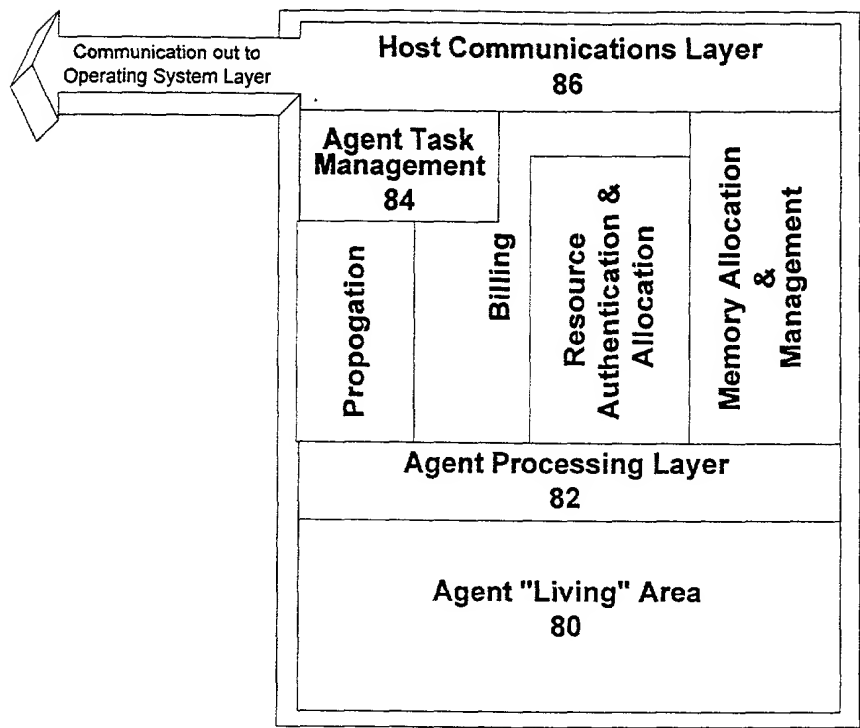 Communication out to
Operating System Layer
Host Communications Layer
86
Agent Task
Management
84
Propogation
Billing
Resource
Authentication &
Allocation
Memory Allocation
&
Management
Agent Processing Layer
82
Agent "Living" Area
80